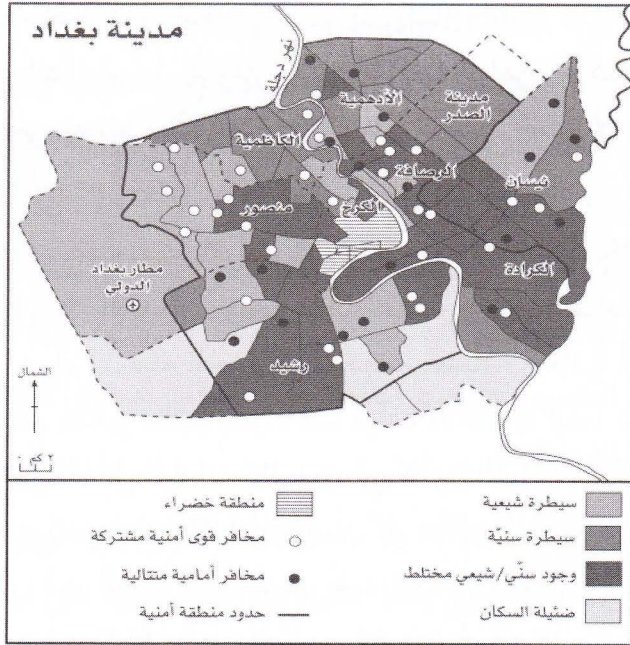 مدينة بغداد
نهر دجلة
الأدهمية
مدينة
الصدر
الكاظمية
الرصافة
نيسان
منصور
الكرخ
الكرادة
مطار بغداد
الدولي
رشيد
الشمال
٢ كم ٠
سيطرة شيعية
منطقة خضراء
سيطرة سنيّة
مخافر قوى أمنية مشتركة
وجود سنّي/شيعي مختلط
مخافر أمامية متتالية
ضئيلة السكان
حدود منطقة أمنية